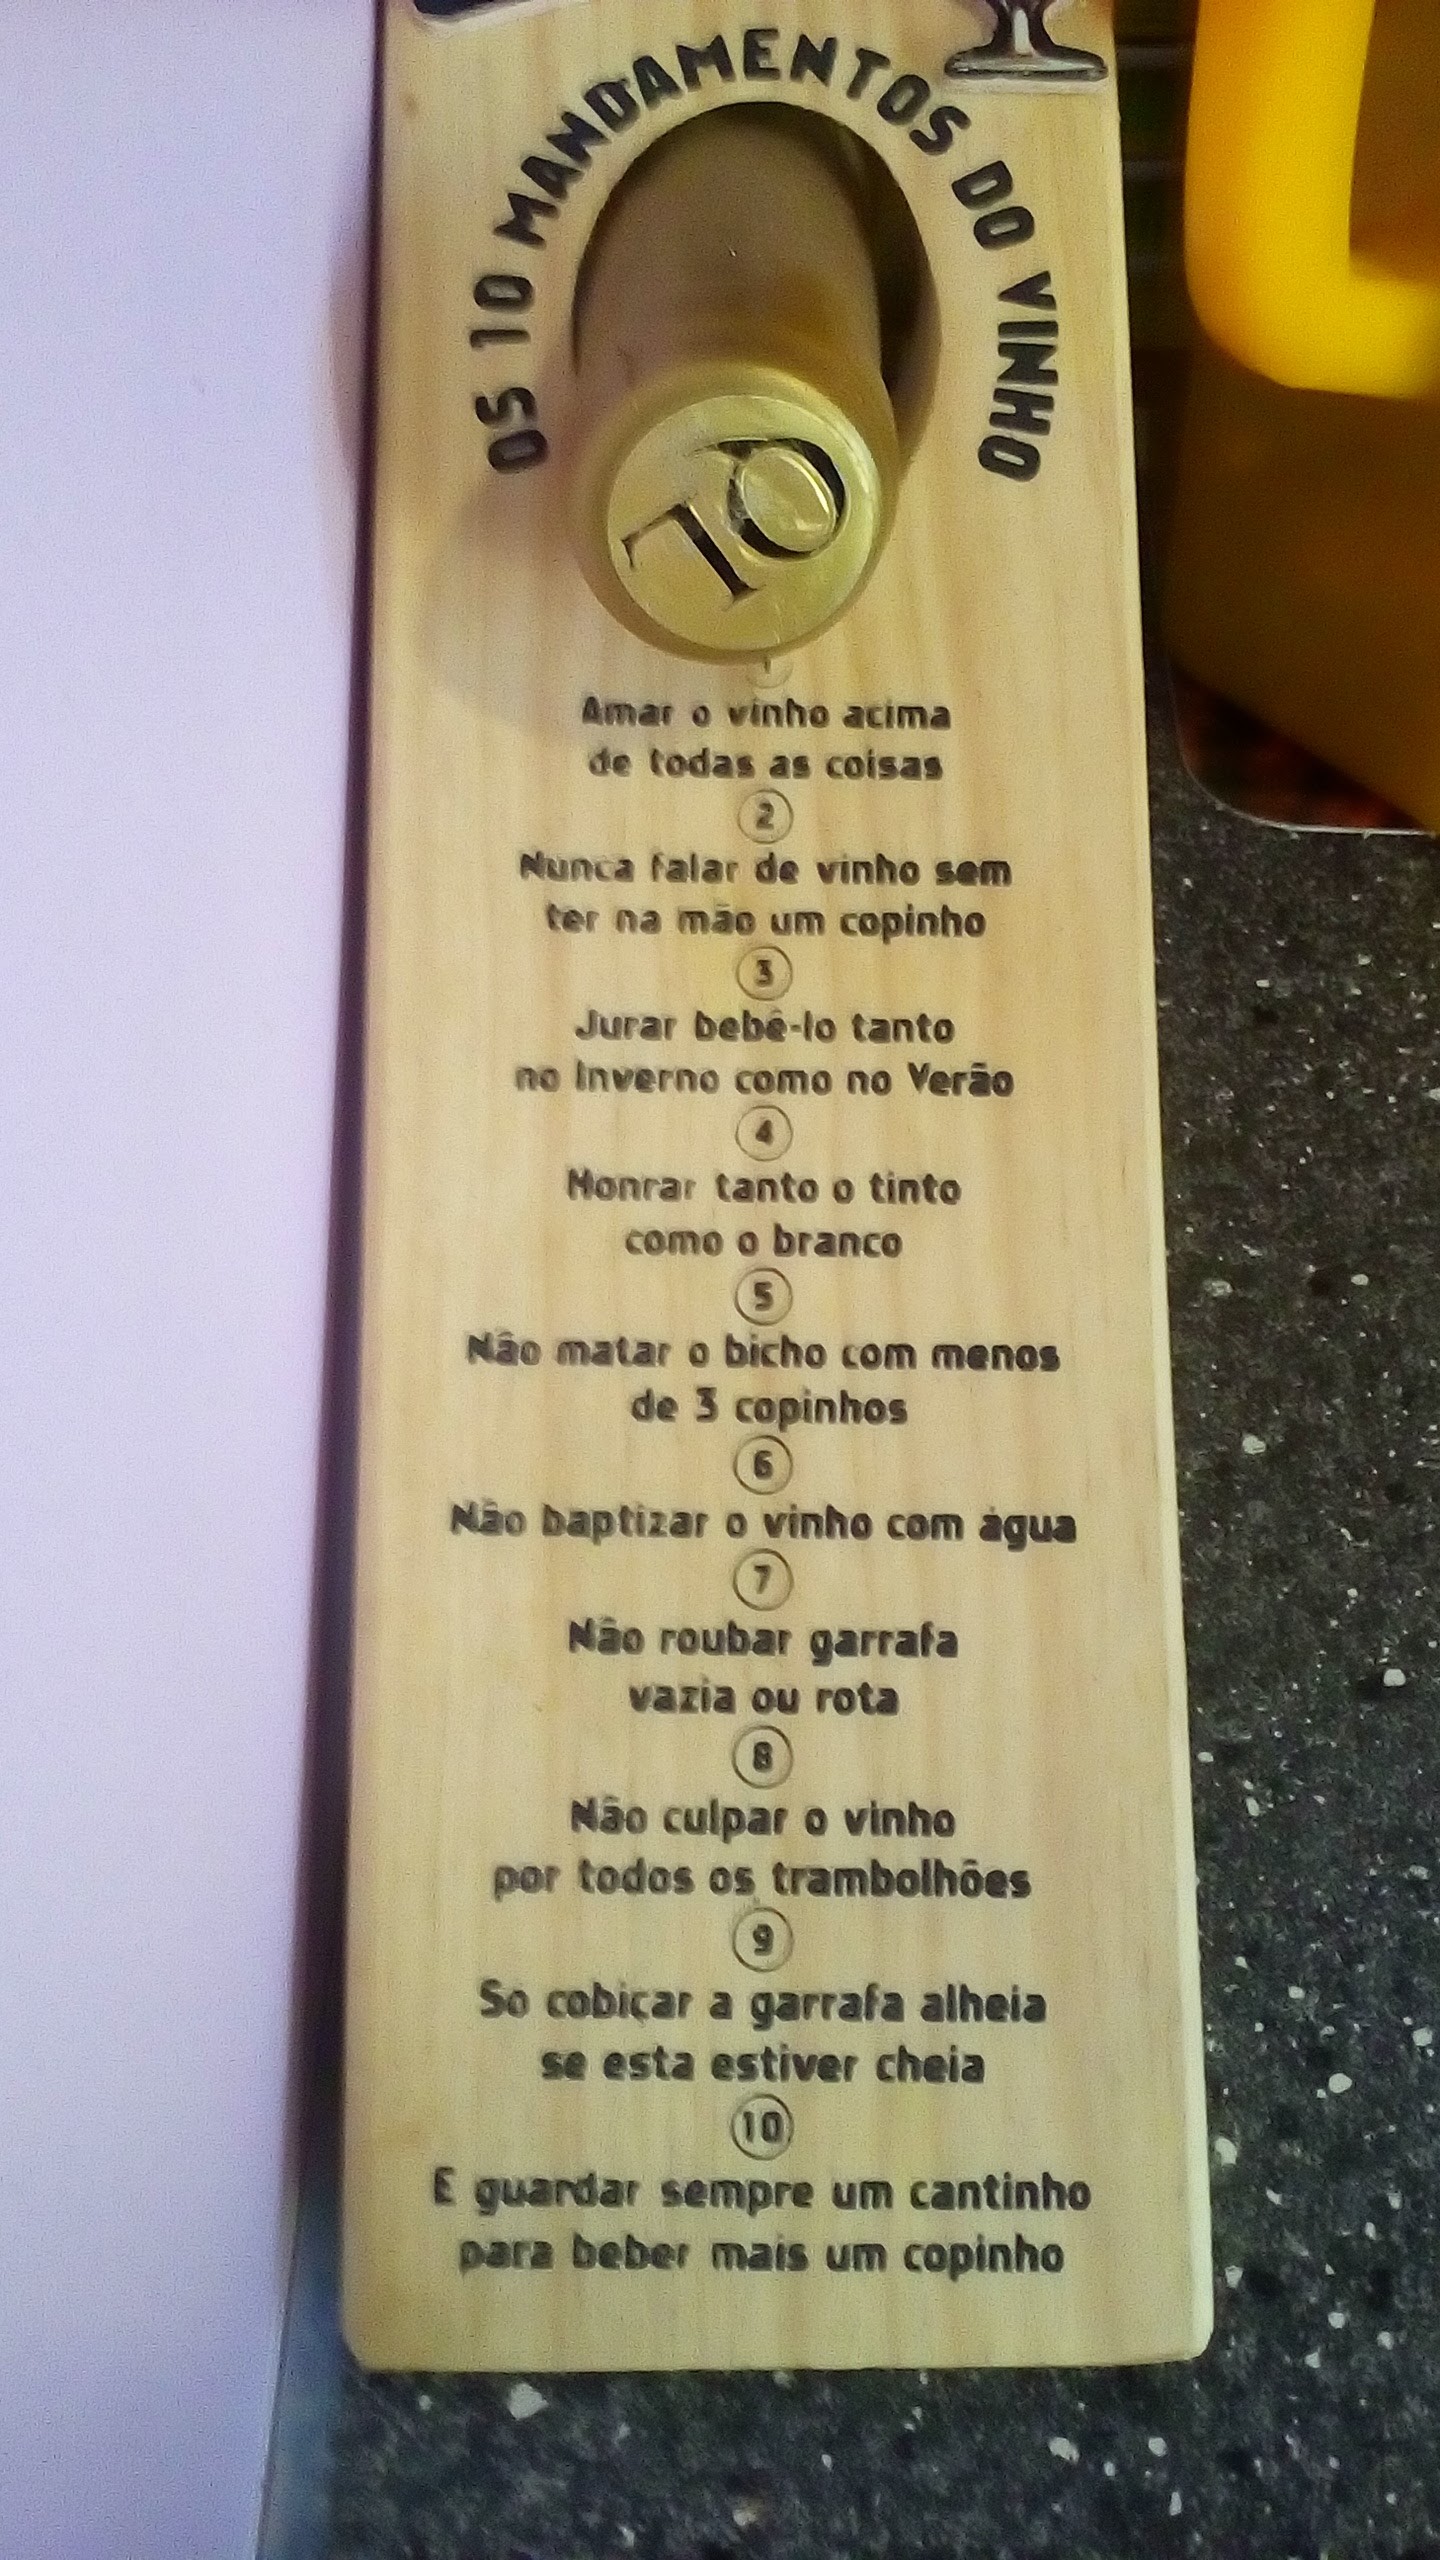 OS 10 MANDAMENTOS DO VINHO
1
Amar o vinho acima
de todas as coisas
2
Nunca falar de vinho sem
ter na mão um copinho
3
Jurar bebê-lo tanto
no Inverno como no Verão
4
Honrar tanto o tinto
como o branco
5
Não matar o bicho com menos
de 3 copinhos
6
Não baptizar o vinho com água
7
Não roubar garrafa
vazia ou rota
8
Não culpar o vinho
por todos os trambolhões
9
So cobiçar a garrafa alheia
se esta estiver cheia
10
E guardar sempre um cantinho
para beber mais um copinho